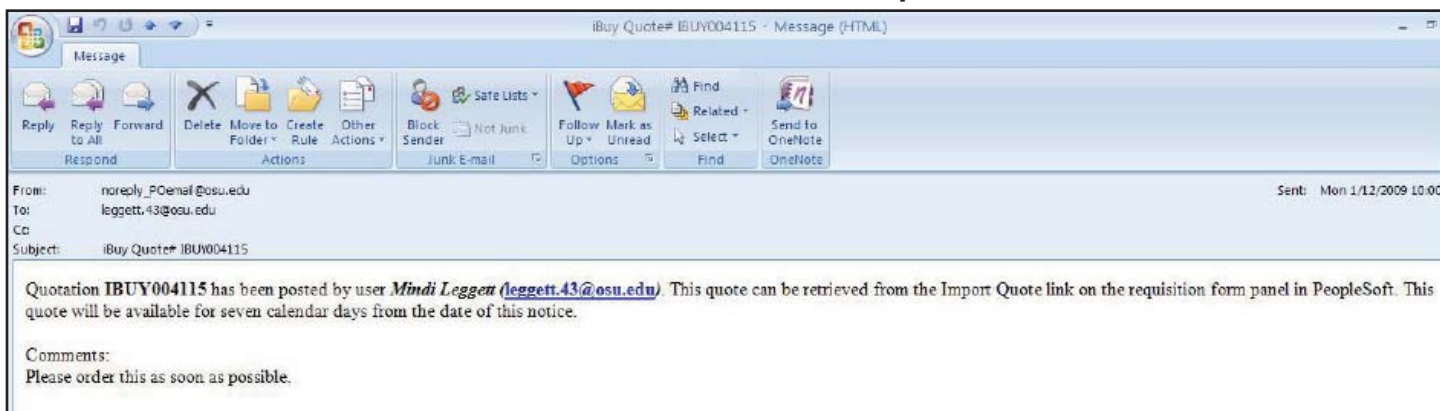 iBuy Quote# IBUY004115 - Message (HTML)
Message
Reply Reply to All Forward Delete Move to Folder Create Rule Other Actions Block Sender Safe Lists Not Junk Follow Up Mark as Unread Find Related Select Send to OneNote
Respond Actions Junk E-mail Options Find OneNote
From: noreply_POemail@osu.edu Sent: Mon 1/12/2009 10:00
To: leggett.43@osu.edu
Cc:
Subject: iBuy Quote# IBUY004115
Quotation IBUY004115 has been posted by user Mindi Leggett (leggett.43@osu.edu). This quote can be retrieved from the Import Quote link on the requisition form panel in PeopleSoft. This
quote will be available for seven calendar days from the date of this notice.
Comments:
Please order this as soon as possible.